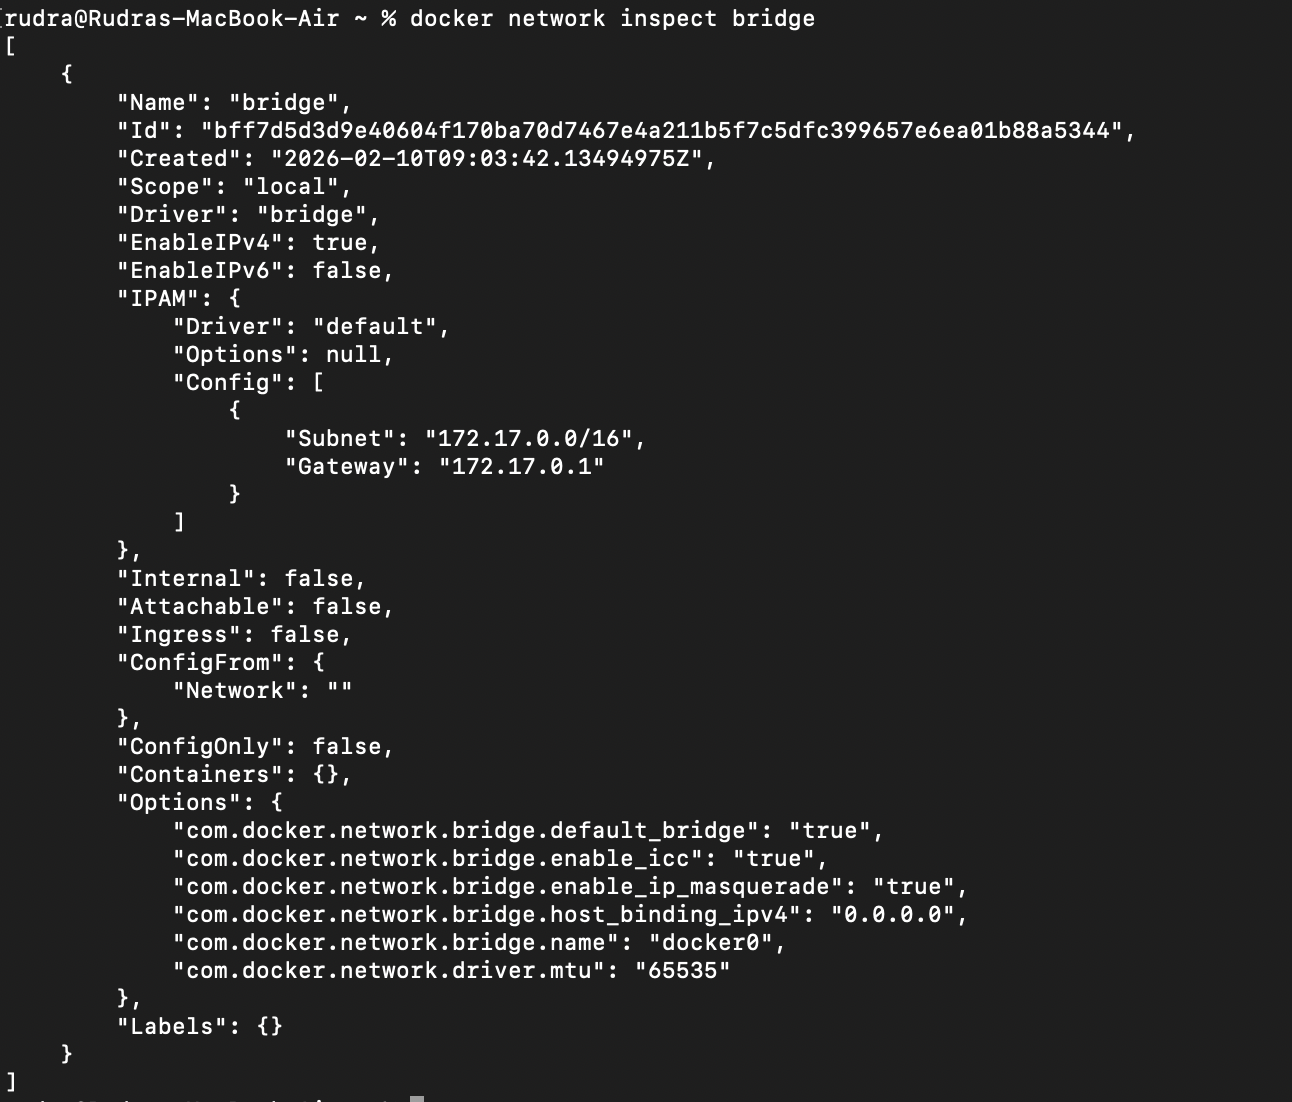 [rudra@Rudras-MacBook-Air ~ % docker network inspect bridge
[
    {
        "Name": "bridge",
        "Id": "bff7d5d3d9e40604f170ba70d7467e4a211b5f7c5dfc399657e6ea01b88a5344",
        "Created": "2026-02-10T09:03:42.13494975Z",
        "Scope": "local",
        "Driver": "bridge",
        "EnableIPv4": true,
        "EnableIPv6": false,
        "IPAM": {
            "Driver": "default",
            "Options": null,
            "Config": [
                {
                    "Subnet": "172.17.0.0/16",
                    "Gateway": "172.17.0.1"
                }
            ]
        },
        "Internal": false,
        "Attachable": false,
        "Ingress": false,
        "ConfigFrom": {
            "Network": ""
        },
        "ConfigOnly": false,
        "Containers": {},
        "Options": {
            "com.docker.network.bridge.default_bridge": "true",
            "com.docker.network.bridge.enable_icc": "true",
            "com.docker.network.bridge.enable_ip_masquerade": "true",
            "com.docker.network.bridge.host_binding_ipv4": "0.0.0.0",
            "com.docker.network.bridge.name": "docker0",
            "com.docker.network.driver.mtu": "65535"
        },
        "Labels": {}
    }
]